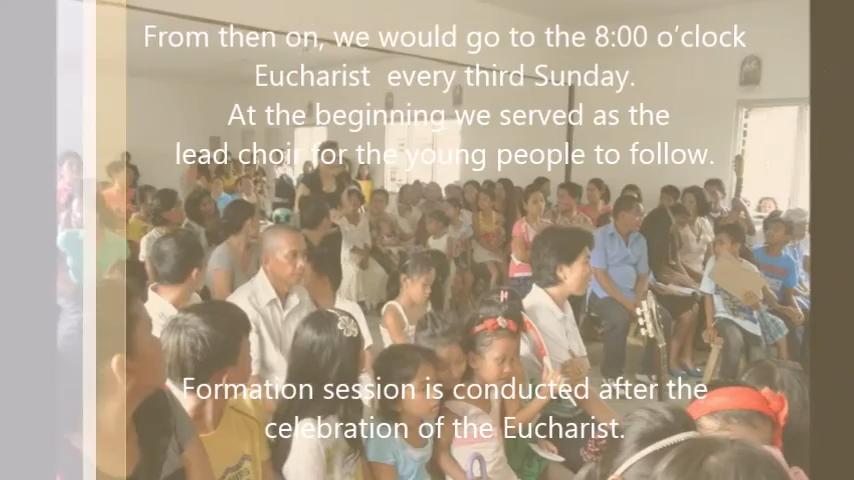 From then on, we would go to the 8:00 o'clock
Eucharist every third Sunday.
At the beginning we served as the
lead choir for the young people to follow.
Formation session is conducted after the
celebration of the Eucharist.